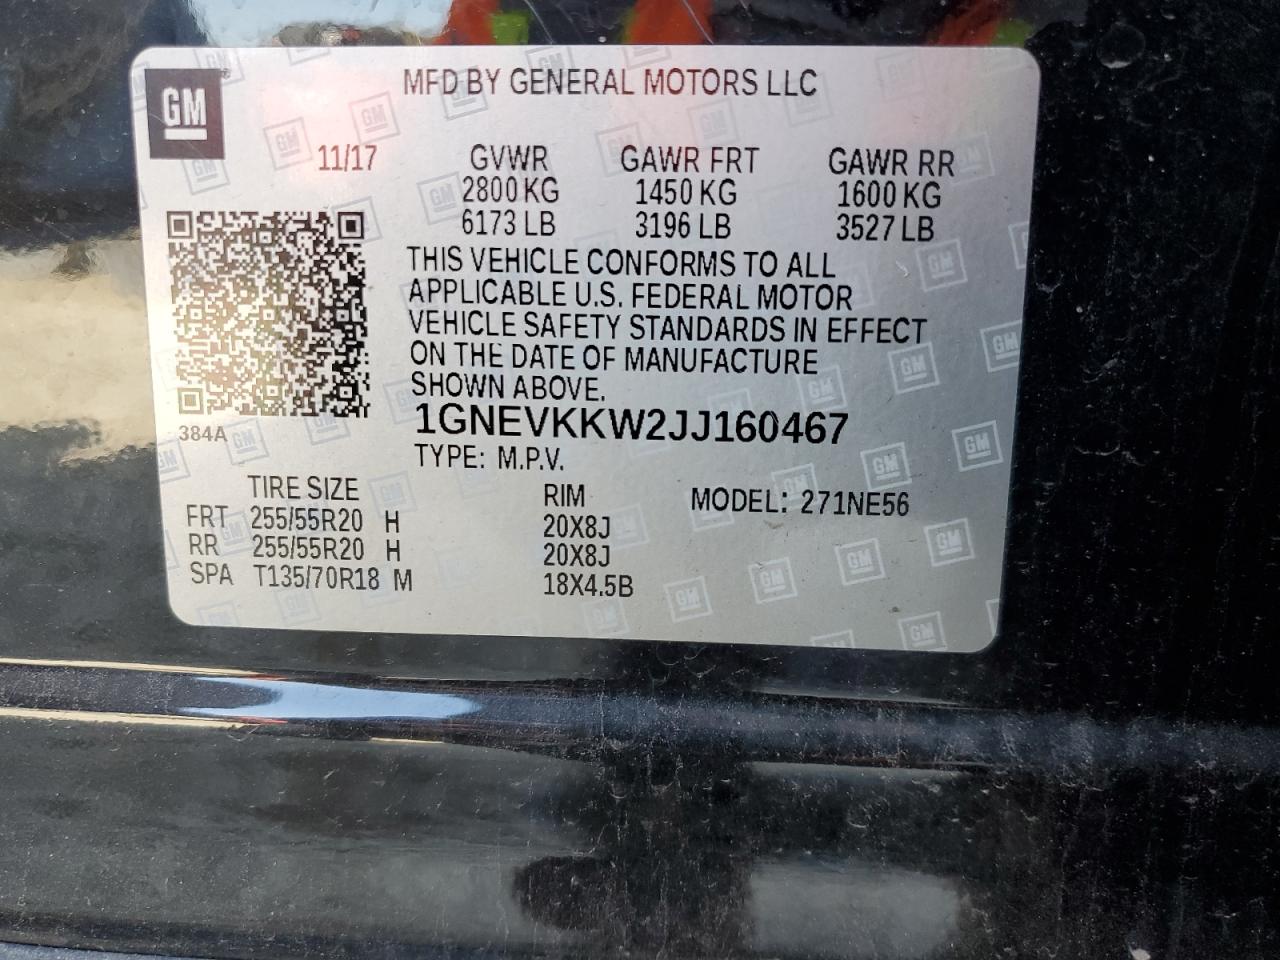 GM
MFD BY GENERAL MOTORS LLC
11/17 GVWR GAWR FRT GAWR RR
2800 KG 1450 KG 1600 KG
6173 LB 3196 LB 3527 LB
THIS VEHICLE CONFORMS TO ALL
APPLICABLE U.S. FEDERAL MOTOR
VEHICLE SAFETY STANDARDS IN EFFECT
ON THE DATE OF MANUFACTURE
SHOWN ABOVE.
384A
1GNEVKKW2JJ160467
TYPE: M.P.V.
TIRE SIZE RIM MODEL: 271NE56
FRT 255/55R20 H 20X8J
RR 255/55R20 H 20X8J
SPA T135/70R18 M 18X4.5B